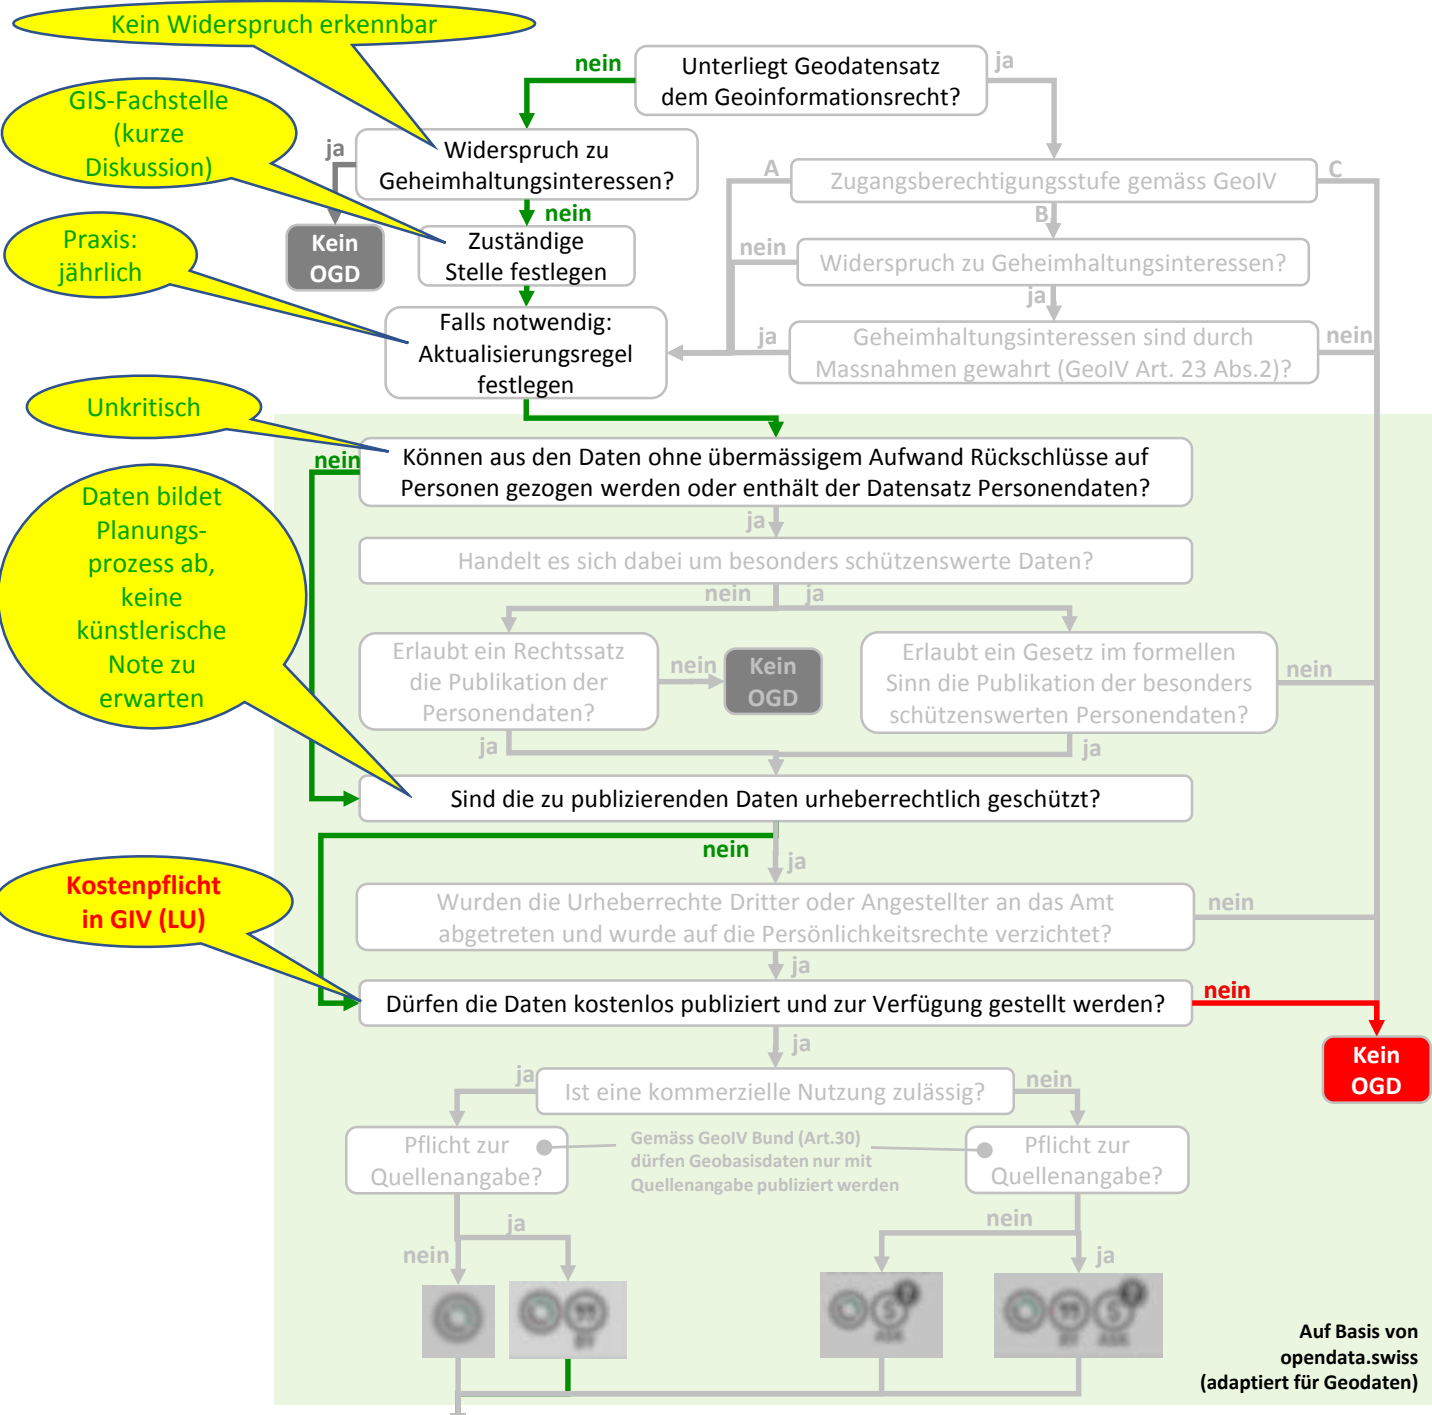 Kein Widerspruch erkennbar
nein
Unterliegt Geodatensatz
dem Geoinformationsrecht?
ja
GIS-Fachstelle
(kurze
Diskussion)
ja
Widerspruch zu
Geheimhaltungsinteressen?
A
Zugangsberechtigungsstufe gemäss GeoIV
C
nein
B
Kein
OGD
Zuständige
Stelle festlegen
Praxis:
jährlich
nein
Widerspruch zu Geheimhaltungsinteressen?
ja
Falls notwendig:
Aktualisierungsregel
festlegen
ja
Geheimhaltungsinteressen sind durch
Massnahmen gewahrt (GeoIV Art. 23 Abs.2)?
nein
Unkritisch
nein
Können aus den Daten ohne übermässigem Aufwand Rückschlüsse auf
Personen gezogen werden oder enthält der Datensatz Personendaten?
Daten bildet
Planungs-
prozess ab,
keine
künstlerische
Note zu
erwarten
ja
Handelt es sich dabei um besonders schützenswerte Daten?
nein
ja
Erlaubt ein Rechtssatz
die Publikation der
Personendaten?
nein
Kein
OGD
Erlaubt ein Gesetz im formellen
Sinn die Publikation der besonders
schützenswerten Personendaten?
nein
ja
ja
Sind die zu publizierenden Daten urheberrechtlich geschützt?
nein
ja
Kostenpflicht
in GIV (LU)
Wurden die Urheberrechte Dritter oder Angestellter an das Amt
abgetreten und wurde auf die Persönlichkeitsrechte verzichtet?
nein
ja
Dürfen die Daten kostenlos publiziert und zur Verfügung gestellt werden?
nein
ja
Kein
OGD
ja
Ist eine kommerzielle Nutzung zulässig?
nein
Pflicht zur
Quellenangabe?
Gemäss GeoIV Bund (Art.30)
dürfen Geobasisdaten nur mit
Quellenangabe publiziert werden
Pflicht zur
Quellenangabe?
ja
nein
nein
ja
BY
ASK
BY
ASK
Auf Basis von
opendata.swiss
(adaptiert für Geodaten)